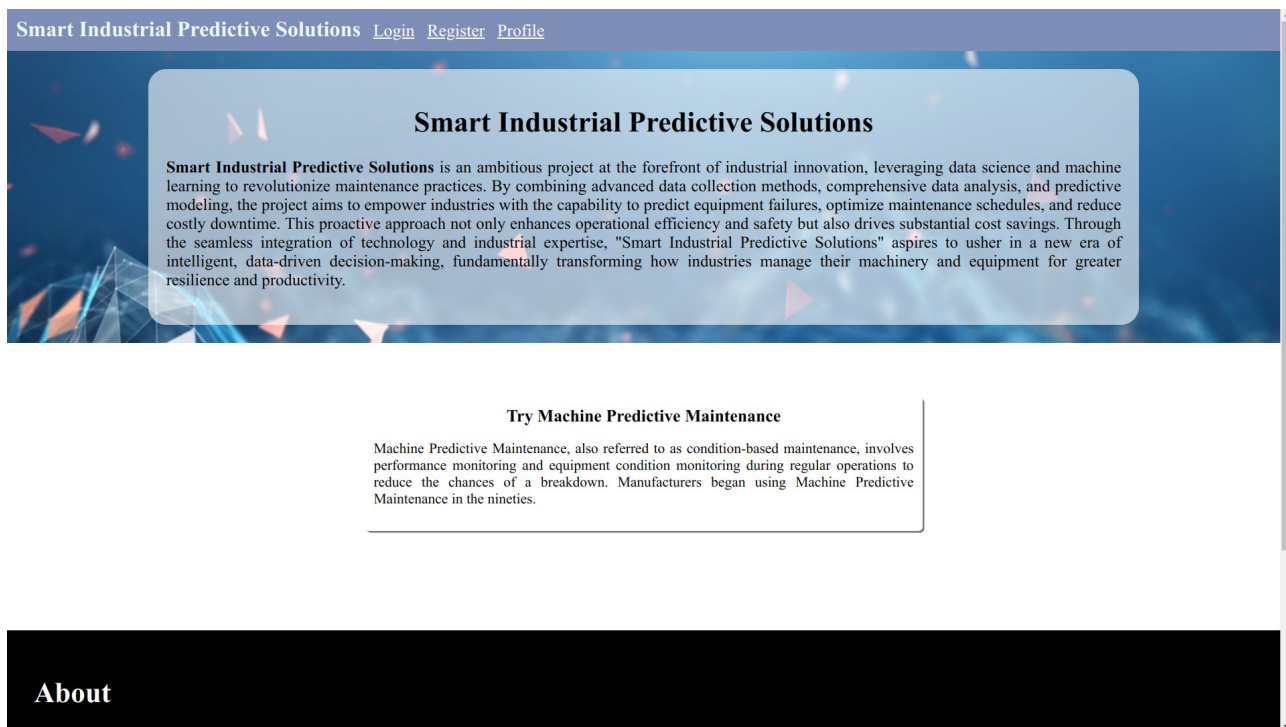 Smart Industrial Predictive Solutions Login Register Profile
Smart Industrial Predictive Solutions
Smart Industrial Predictive Solutions is an ambitious project at the forefront of industrial innovation, leveraging data science and machine
learning to revolutionize maintenance practices. By combining advanced data collection methods, comprehensive data analysis, and predictive
modeling, the project aims to empower industries with the capability to predict equipment failures, optimize maintenance schedules, and reduce
costly downtime. This proactive approach not only enhances operational efficiency and safety but also drives substantial cost savings. Through
the seamless integration of technology and industrial expertise, "Smart Industrial Predictive Solutions" aspires to usher in a new era of
intelligent, data-driven decision-making, fundamentally transforming how industries manage their machinery and equipment for greater
resilience and productivity.
Try Machine Predictive Maintenance
Machine Predictive Maintenance, also referred to as condition-based maintenance, involves
performance monitoring and equipment condition monitoring during regular operations to
reduce the chances of a breakdown. Manufacturers began using Machine Predictive
Maintenance in the nineties.
About